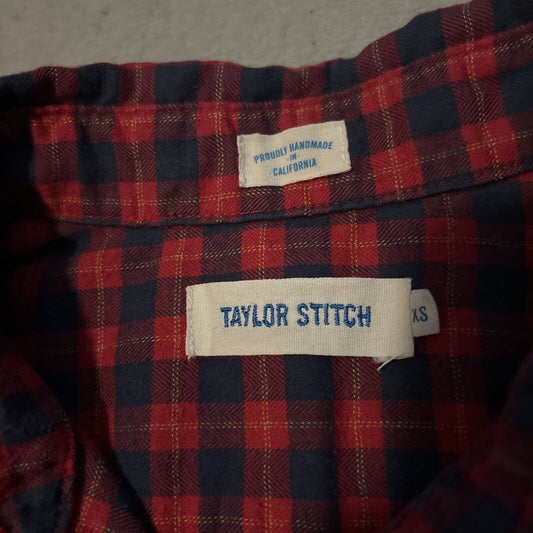 PROUDLY HANDMADE
-IN-
CALIFORNIA
TAYLOR STITCH
XS